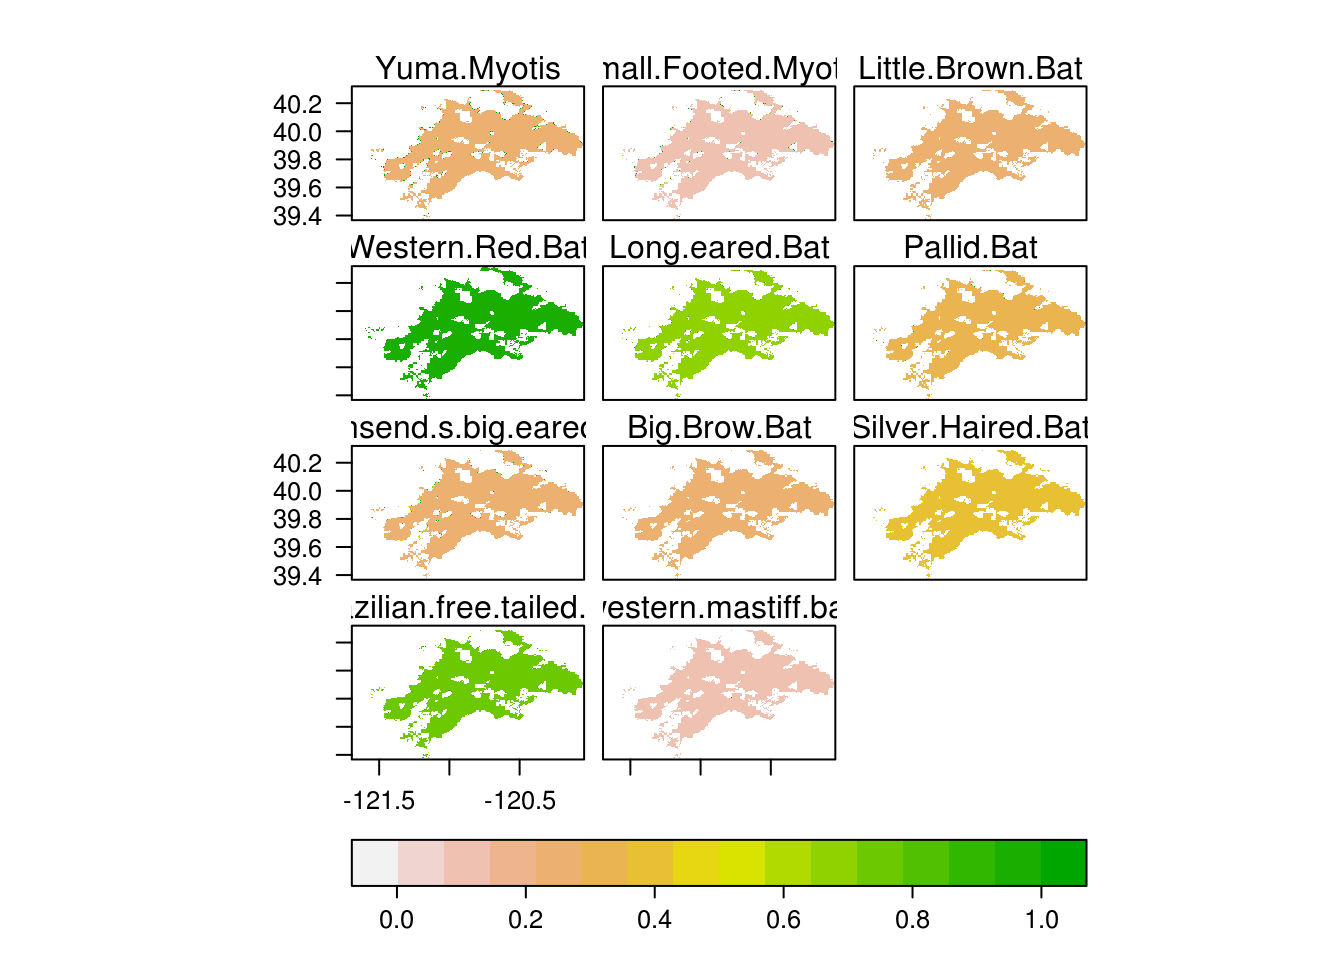 Yuma.Myotis mall.Footed.Myot Little.Brown.Bat
40.2
40.0
39.8
39.6
39.4
Western.Red.Bat Long.eared.Bat Pallid.Bat
nsend.s.big.eared Big.Brow.Bat Silver.Haired.Bat
40.2
40.0
39.8
39.6
39.4
azilian.free.tailed. western.mastiff.ba
-121.5 -120.5
0.0 0.2 0.4 0.6 0.8 1.0